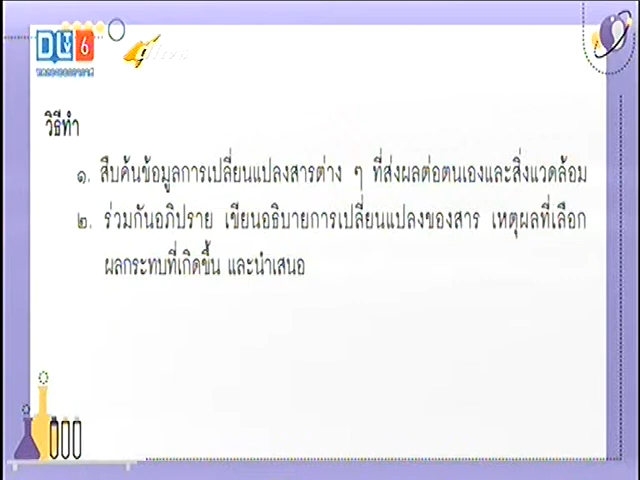 DLTV 6
วิธีทำ
๑. สืบค้นข้อมูลการเปลี่ยนแปลงสารต่าง ๆ ที่ส่งผลต่อตนเองและสิ่งแวดล้อม
๒. ร่วมกันอภิปราย เขียนอธิบายการเปลี่ยนแปลงของสาร เหตุผลที่เลือก
ผลกระทบที่เกิดขึ้น และนำเสนอ